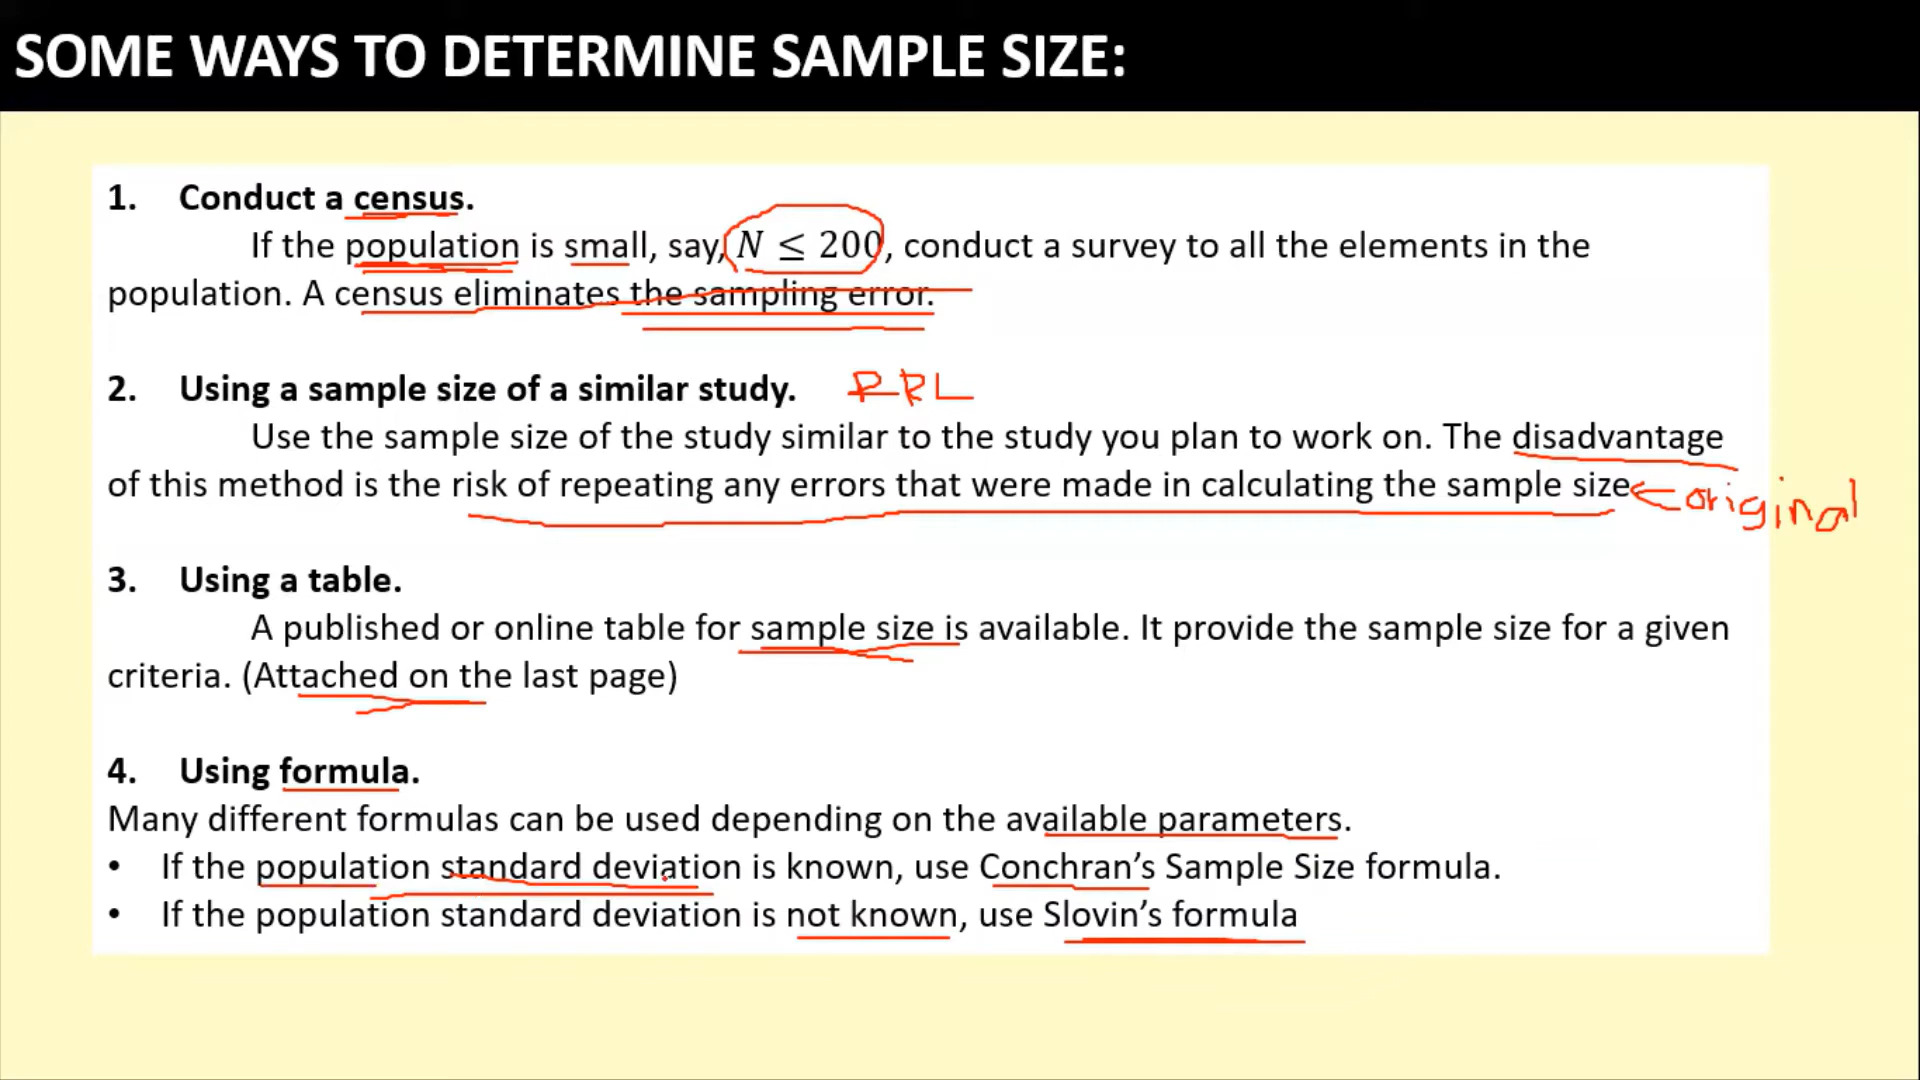 SOME WAYS TO DETERMINE SAMPLE SIZE:
1. Conduct a census.
If the population is small, say, N ≤ 200, conduct a survey to all the elements in the
population. A census eliminates the sampling error.
2. Using a sample size of a similar study. RRL
Use the sample size of the study similar to the study you plan to work on. The disadvantage
of this method is the risk of repeating any errors that were made in calculating the sample size
original
3. Using a table.
A published or online table for sample size is available. It provide the sample size for a given
criteria. (Attached on the last page)
4. Using formula.
Many different formulas can be used depending on the available parameters.
• If the population standard deviation is known, use Conchran’s Sample Size formula.
• If the population standard deviation is not known, use Slovin’s formula